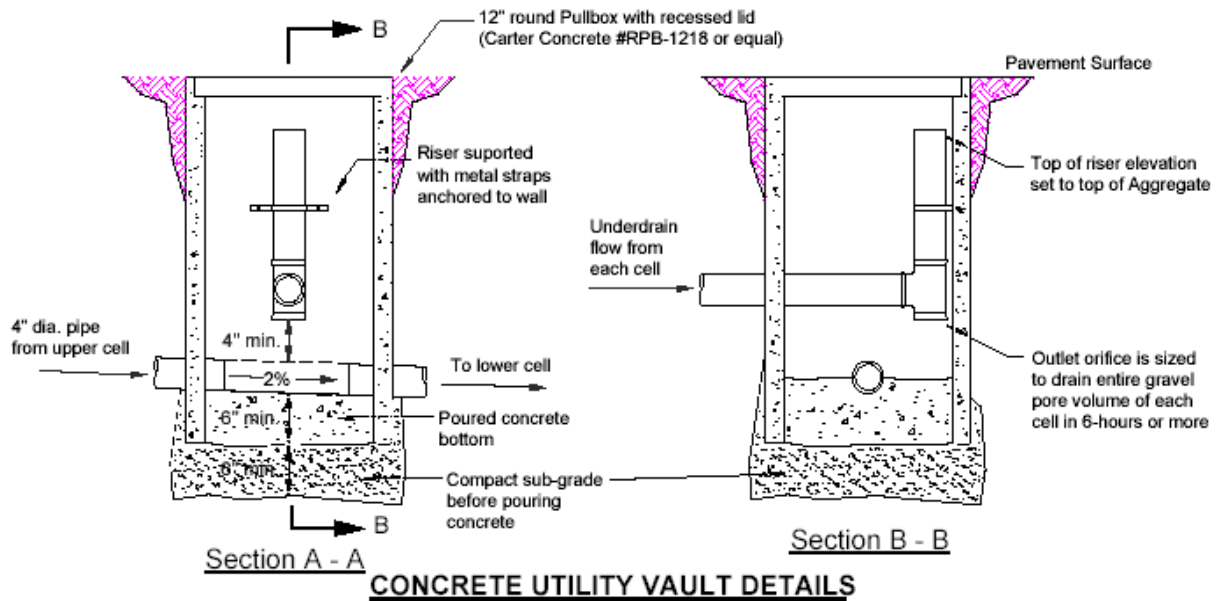 B
12" round Pullbox with recessed lid
(Carter Concrete #RPB-1218 or equal)
Pavement Surface
Riser suported
with metal straps
anchored to wall
Top of riser elevation
set to top of Aggregate
Underdrain
flow from
each cell
4" dia. pipe
from upper cell
4" min.
2%
To lower cell
6" min.
Poured concrete
bottom
Outlet orifice is sized
to drain entire gravel
pore volume of each
cell in 6-hours or more
6" min.
Compact sub-grade
before pouring
concrete
B
Section A - A
Section B - B
CONCRETE UTILITY VAULT DETAILS